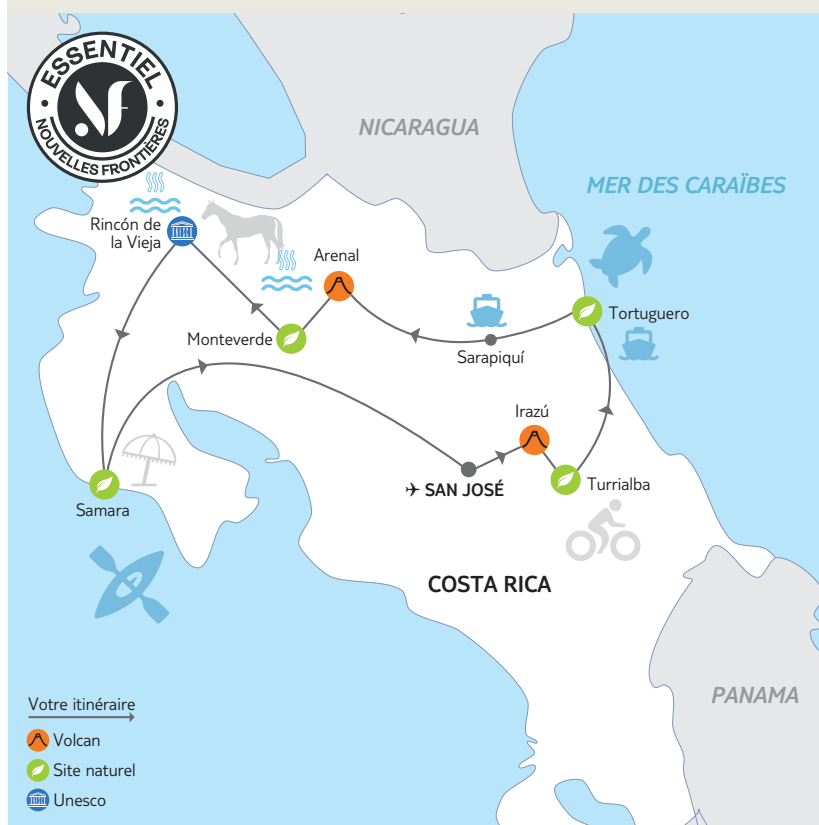 ESSENTIEL
NF
NOUVELLES FRONTIÈRES
NICARAGUA
MER DES CARAÏBES
Rincón de
la Vieja
Arenal
Tortuguero
Monteverde
Sarapiquí
Irazú
SAN JOSÉ
Turrialba
Samara
COSTA RICA
PANAMA
Votre itinéraire
Volcan
Site naturel
Unesco